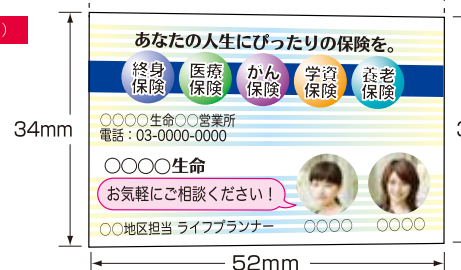 ）
あなたの人生にぴったりの保険を。
終身保険
医療保険
がん保険
学資保険
養老保険
○○○○生命○○営業所
電話：03-0000-0000
○○○○生命
お気軽にご相談ください！
○○地区担当 ライフプランナー ○○○○ ○○○○
34mm
52mm